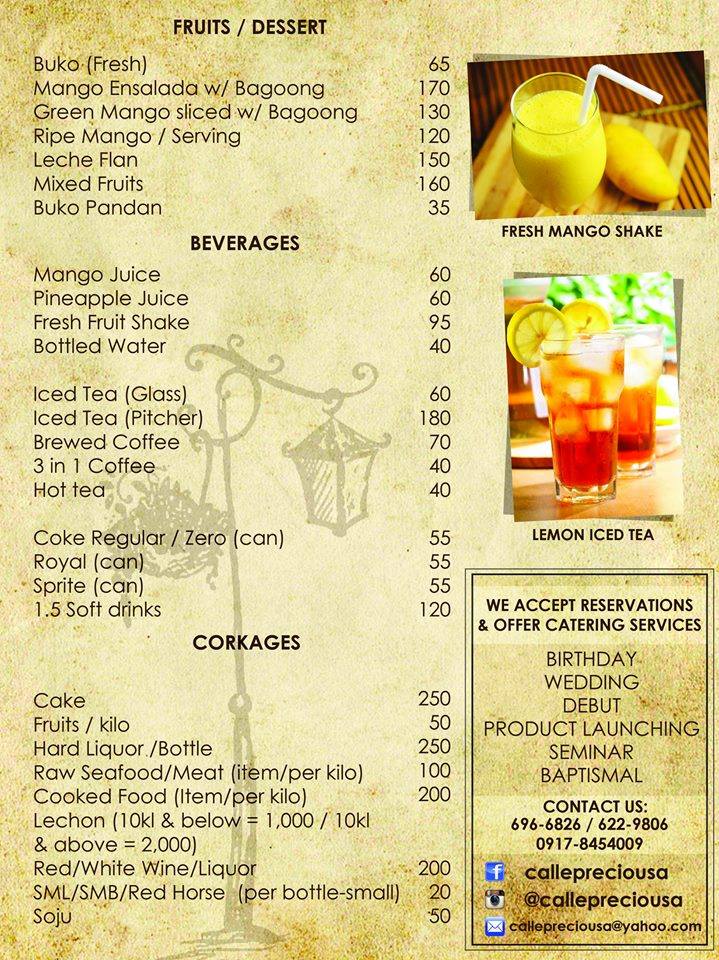 FRUITS / DESSERT
Buko (Fresh) 65
Mango Ensalada w/ Bagoong 170
Green Mango sliced w/ Bagoong 130
Ripe Mango / Serving 120
Leche Flan 150
Mixed Fruits 160
Buko Pandan 35
FRESH MANGO SHAKE
BEVERAGES
Mango Juice 60
Pineapple Juice 60
Fresh Fruit Shake 95
Bottled Water 40
Iced Tea (Glass) 60
Iced Tea (Pitcher) 180
Brewed Coffee 70
3 in 1 Coffee 40
Hot tea 40
LEMON ICED TEA
Coke Regular / Zero (can) 55
Royal (can) 55
Sprite (can) 55
1.5 Soft drinks 120
CORKAGES
Cake 250
Fruits / kilo 50
Hard Liquor /Bottle 250
Raw Seafood/Meat (item/per kilo) 100
Cooked Food (Item/per kilo) 200
Lechon (10kl & below = 1,000 / 10kl
& above = 2,000)
Red/White Wine/Liquor 200
SML/SMB/Red Horse (per bottle-small) 20
Soju 50
WE ACCEPT RESERVATIONS
& OFFER CATERING SERVICES
BIRTHDAY
WEDDING
DEBUT
PRODUCT LAUNCHING
SEMINAR
BAPTISMAL
CONTACT US:
696-6826 / 622-9806
0917-8454009
callepreciousa
@callepreciousa
callepreciousa@yahoo.com